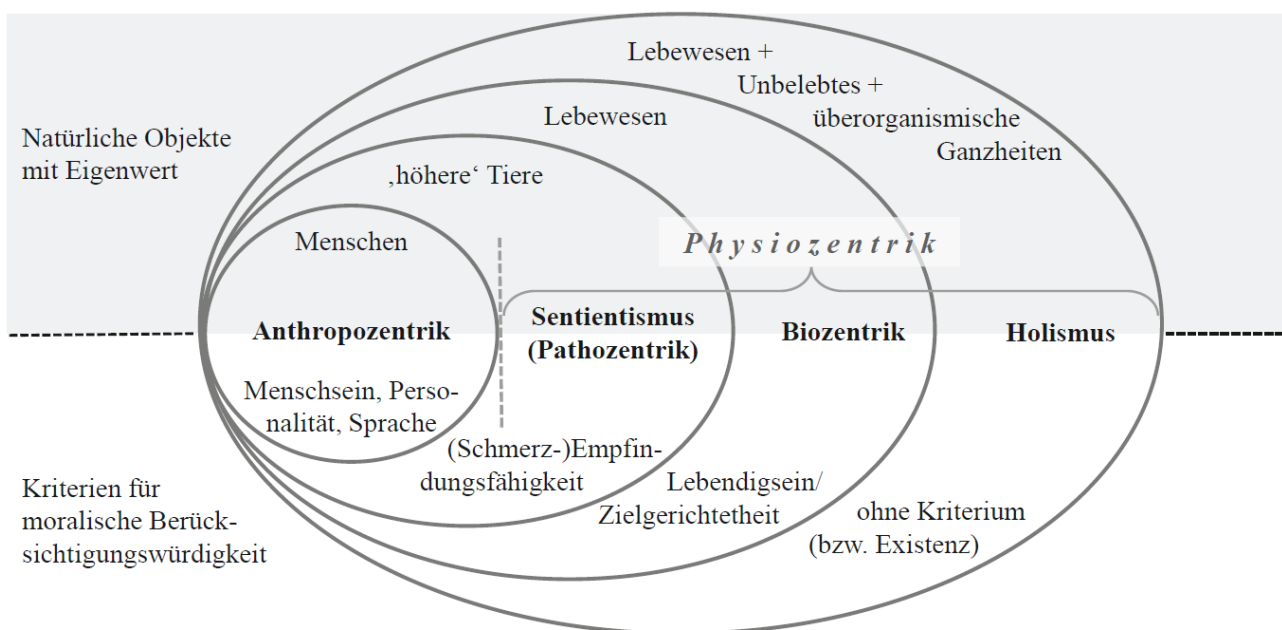 Lebewesen +
Unbelebtes +
überorganismische
Ganzheiten
Lebewesen
Natürliche Objekte
mit Eigenwert
‚höhere‘ Tiere
Menschen
Physiozentrik
Anthropozentrik
Sentientismus
(Pathozentrik)
Biozentrik
Holismus
Menschsein, Perso-
nalität, Sprache
(Schmerz-)Empfin-
dungsfähigkeit
Lebendigsein/
Zielgerichtetheit
ohne Kriterium
(bzw. Existenz)
Kriterien für
moralische Berück-
sichtigungswürdigkeit